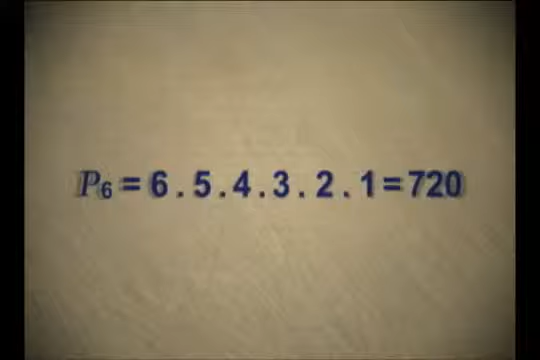 P6 = 6 . 5 . 4 . 3 . 2 . 1 = 720